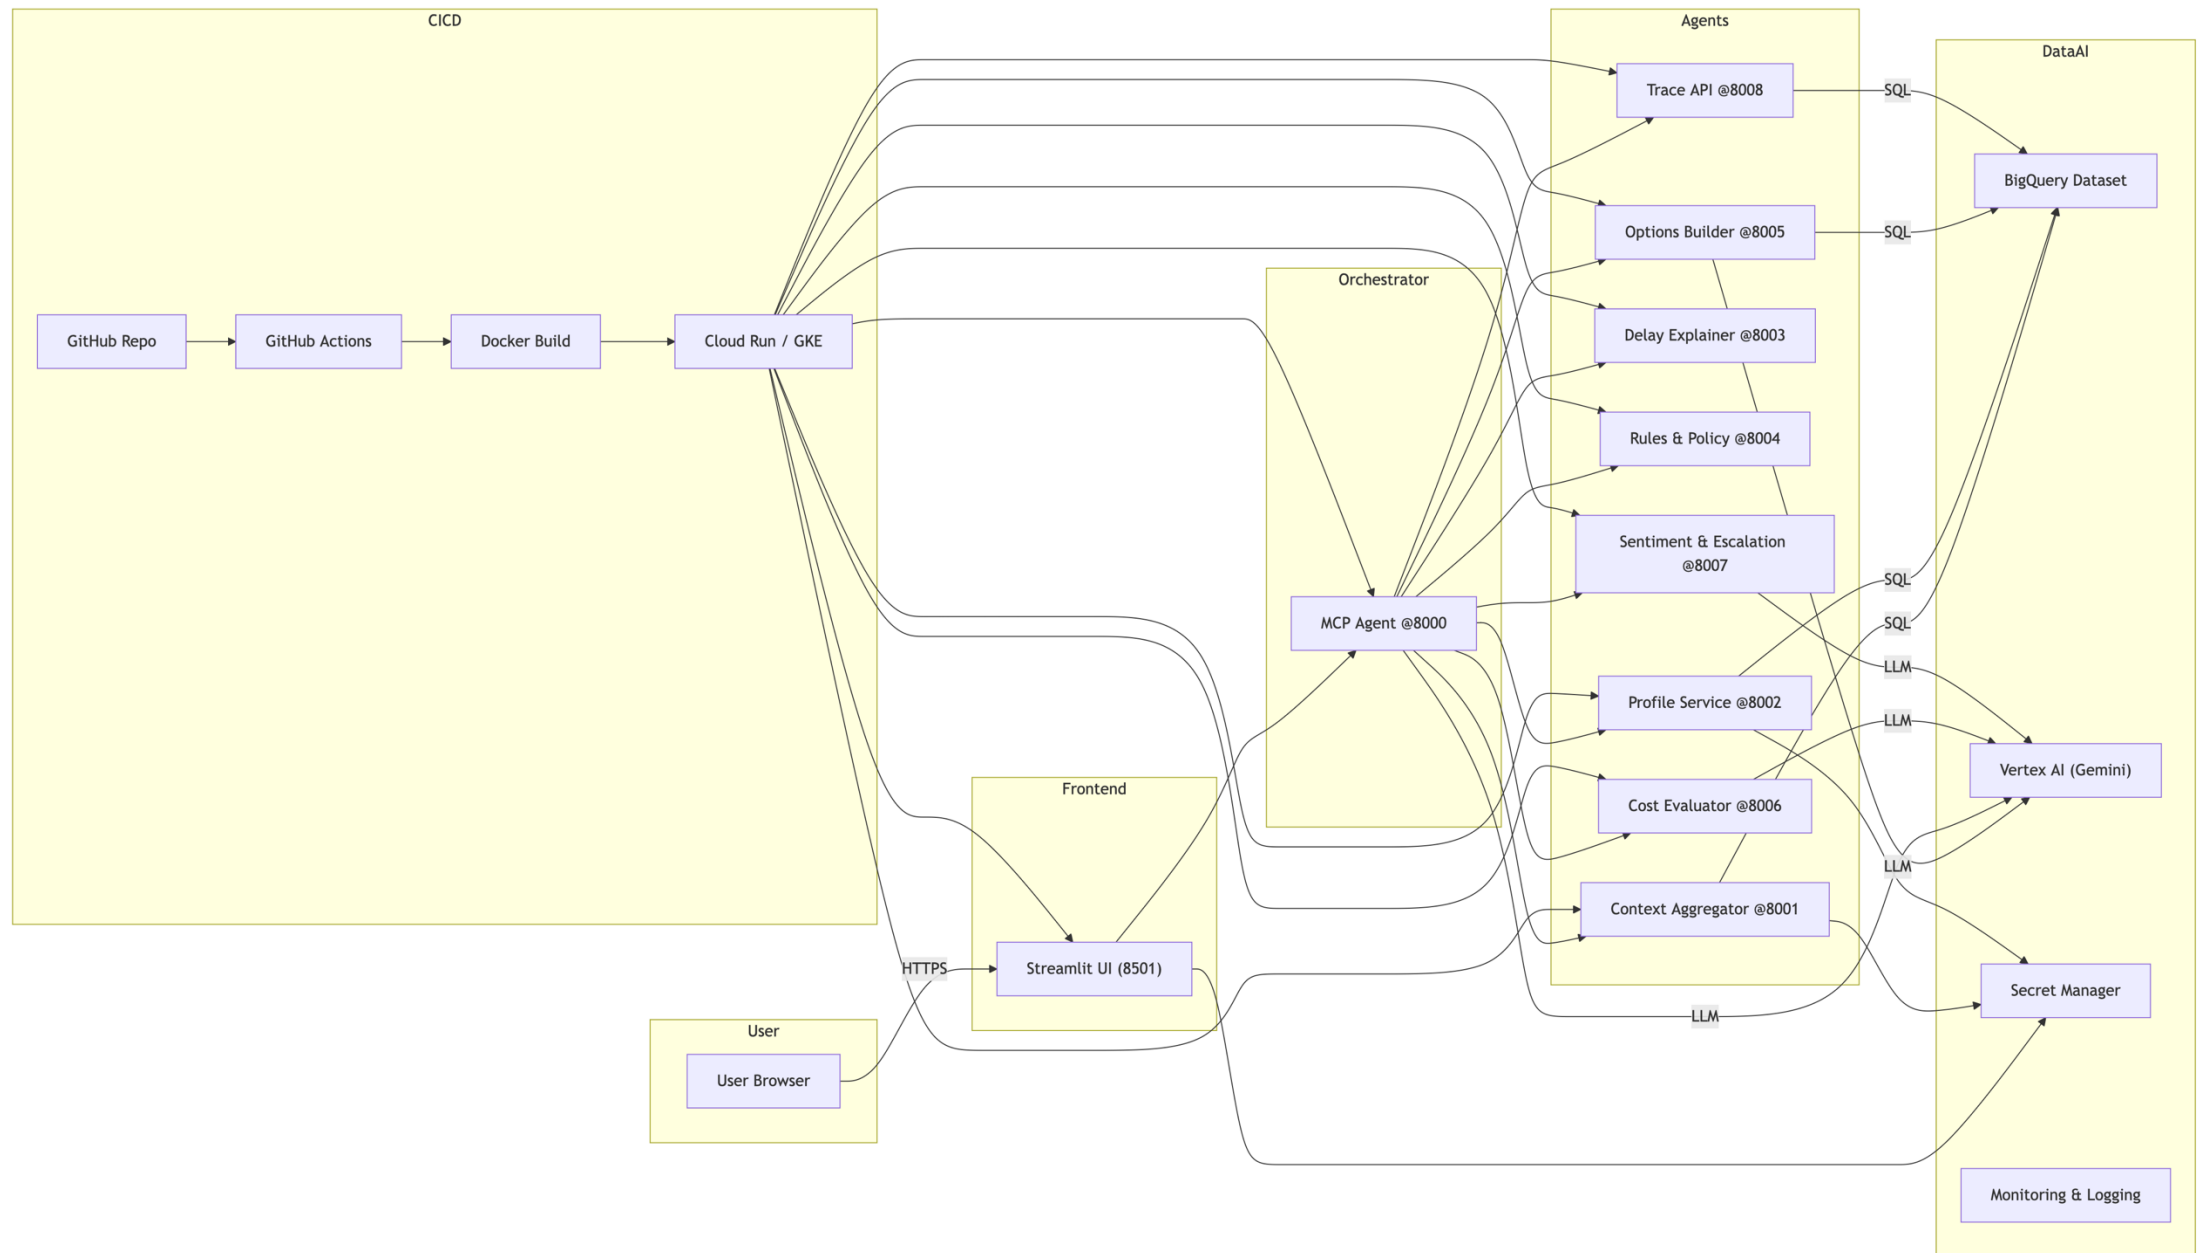 CICD
GitHub Repo
GitHub Actions
Docker Build
Cloud Run / GKE
User
User Browser
HTTPS
Frontend
Streamlit UI (8501)
Orchestrator
MCP Agent @8000
Agents
Trace API @8008
Options Builder @8005
Delay Explainer @8003
Rules & Policy @8004
Sentiment & Escalation
@8007
Profile Service @8002
Cost Evaluator @8006
Context Aggregator @8001
LLM
SQL
SQL
SQL
SQL
LLM
LLM
LLM
DataAI
BigQuery Dataset
Vertex AI (Gemini)
Secret Manager
Monitoring & Logging